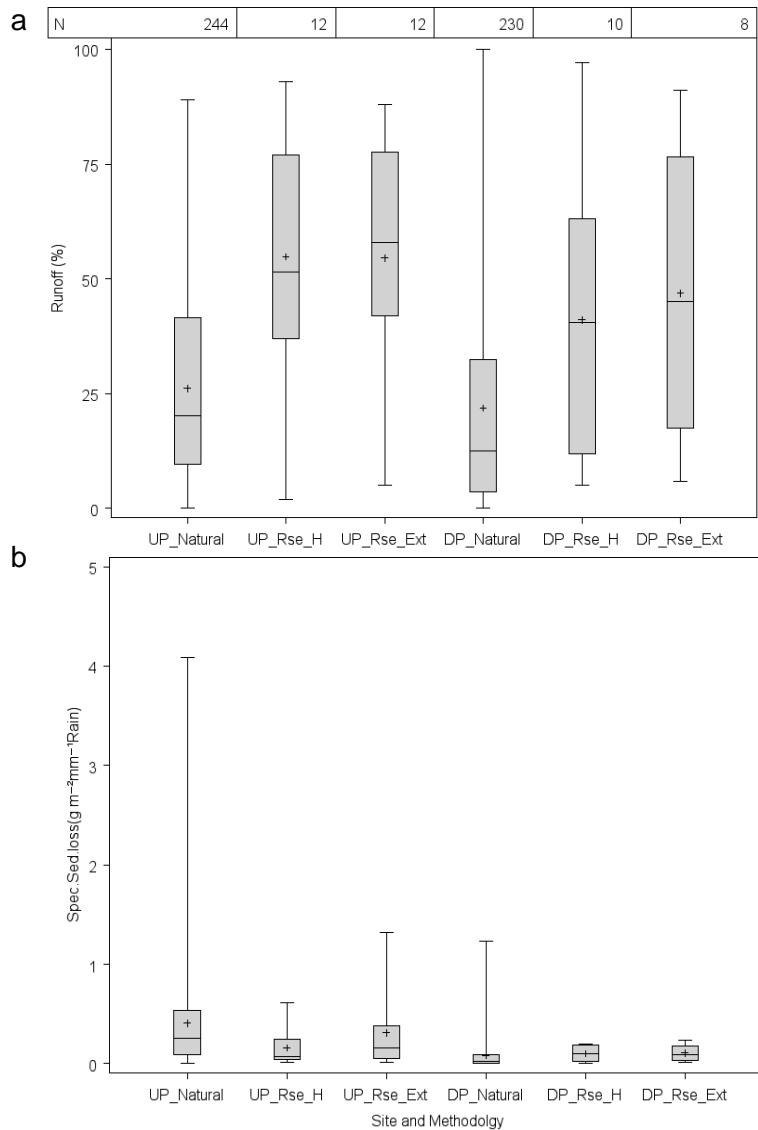 a
N 244 12 12 230 10 8
100
75
50
25
0
Runoff (%)
UP_Natural UP_Rse_H UP_Rse_Ext DP_Natural DP_Rse_H DP_Rse_Ext
b
5
4
3
2
1
0
Spec.Sed.loss(g m⁻²mm⁻¹Rain)
UP_Natural UP_Rse_H UP_Rse_Ext DP_Natural DP_Rse_H DP_Rse_Ext
Site and Methodolgy